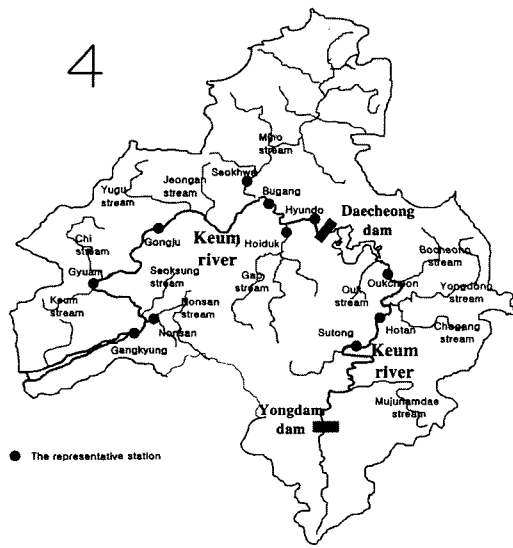 4
Miho
stream
Seokhwa
Jeongan
stream
Yugu
stream
Bugang
Hyundo
Daecheong
dam
Chi
stream
Gongju
Keum
river
Hoiduk
Bocheong
stream
Gyuam
Seoksung
stream
Gap
stream
Ouk
stream
Oukchon
Yongdong
stream
Keum
stream
Nonsan
stream
Nonsan
Hotan
Chogang
stream
Sutong
Gangkyung
Keum
river
Yongdam
dam
Mujunamdae
stream
The representative station